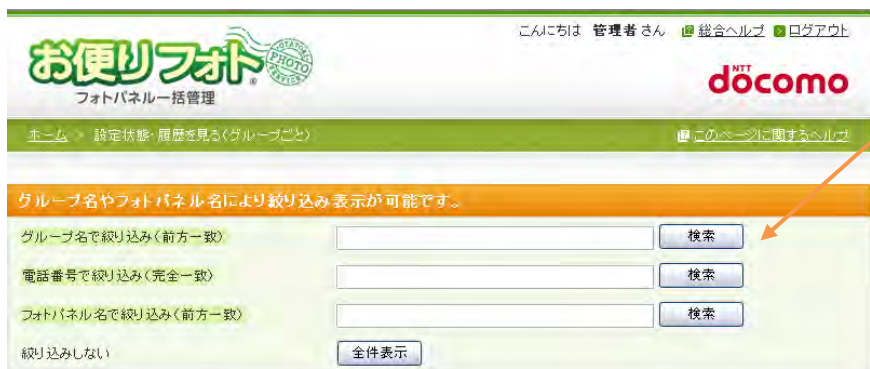 こんにちは 管理者 さん 総合ヘルプ ログアウト
お便りフォト
OTAYORI PHOTO SERVICE
フォトパネル一括管理
NTT
döcomo
ホーム > 設定状態・履歴を見る(グループごと) このページに関するヘルプ
グループ名やフォトパネル名により絞り込み表示が可能です。
グループ名で絞り込み(前方一致) 検索
電話番号で絞り込み(完全一致) 検索
フォトパネル名で絞り込み(前方一致) 検索
絞り込みしない 全件表示